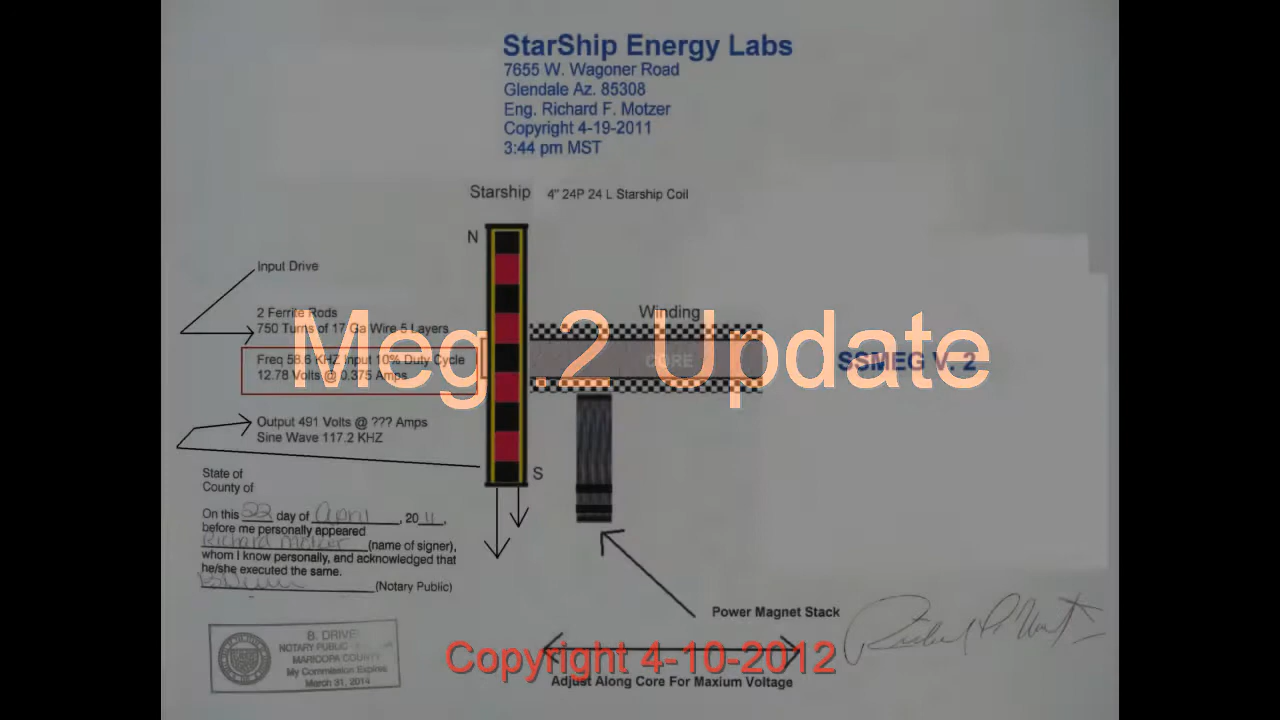 StarShip Energy Labs
7655 W. Wagoner Road
Glendale Az. 85308
Eng. Richard F. Motzer
Copyright 4-19-2011
3:44 pm MST
Starship 4" 24P 24 L Starship Coil
N
Input Drive
2 Ferrite Rods
750 Turns of 17 Ga Wire 5 Layers
Winding
Meg .2 Update
Freq 58.6 KHZ Input 10% Duty Cycle
12.78 Volts @ 0.375 Amps
CORE
SSMEG V. 2
Output 491 Volts @ ??? Amps
Sine Wave 117.2 KHZ
S
State of
County of
On this 22 day of April, 2011,
before me personally appeared
Richard Motzer (name of signer),
whom I know personally, and acknowledged that
he/she executed the same.
(Notary Public)
Power Magnet Stack
B. DRIVER
NOTARY PUBLIC
MARICOPA COUNTY
My Commission Expires
March 31, 2014
Copyright 4-10-2012
Adjust Along Core For Maxium Voltage